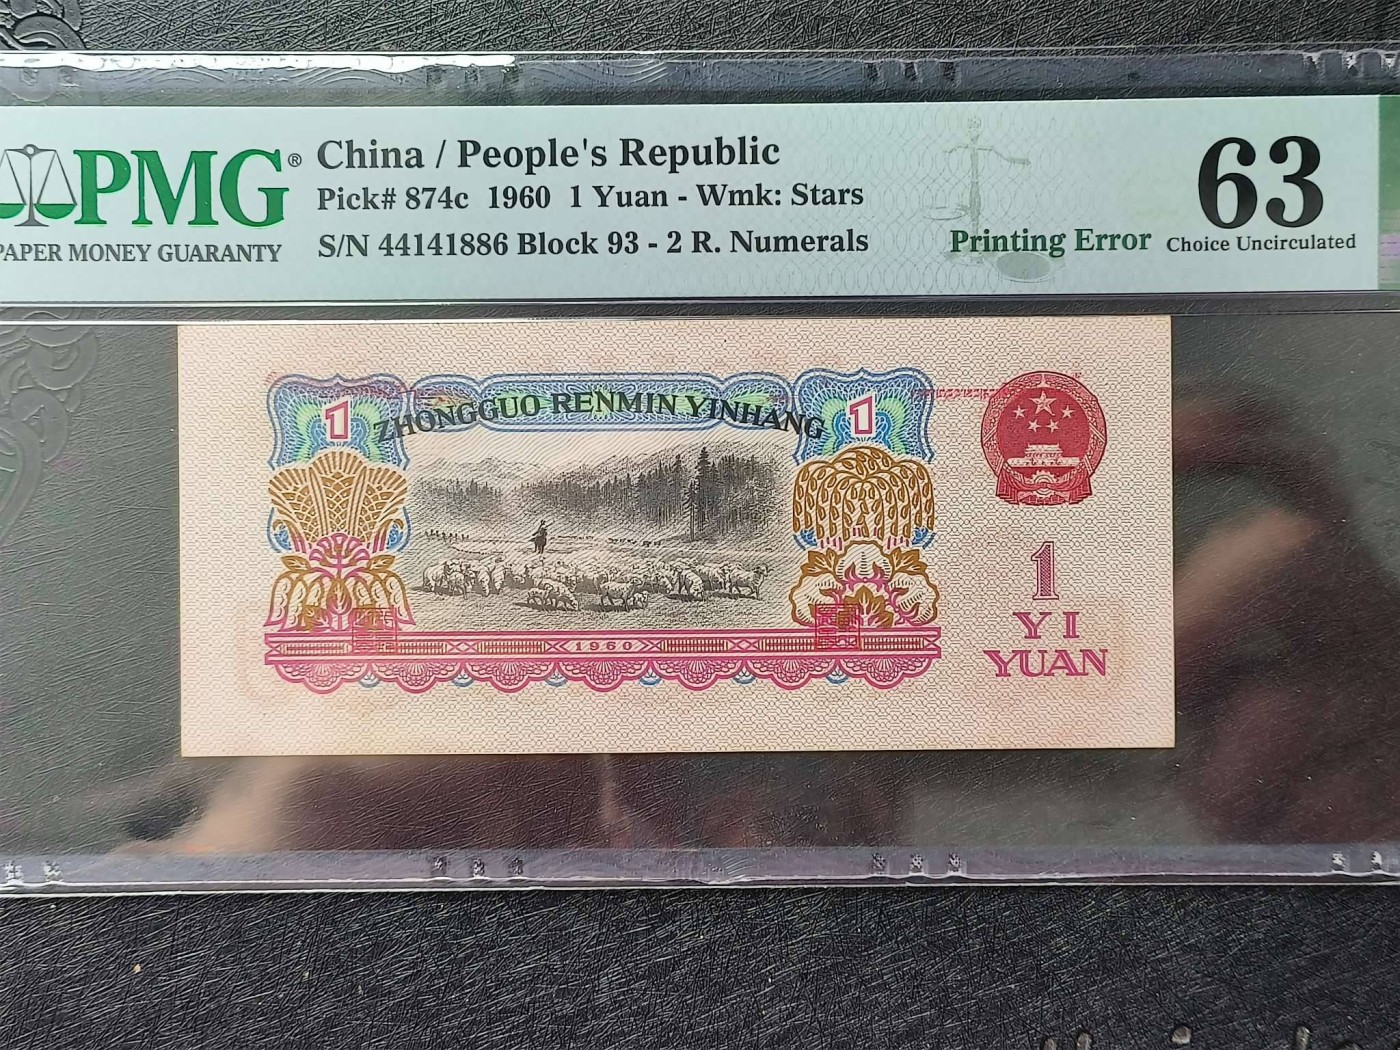 PMG®
PAPER MONEY GUARANTY
China / People's Republic
Pick# 874c 1960 1 Yuan - Wmk: Stars
S/N 44141886 Block 93 - 2 R. Numerals
Printing Error
63
Choice Uncirculated
1
ZHONGGUO RENMIN YINHANG
1
1
YI
YUAN
1960